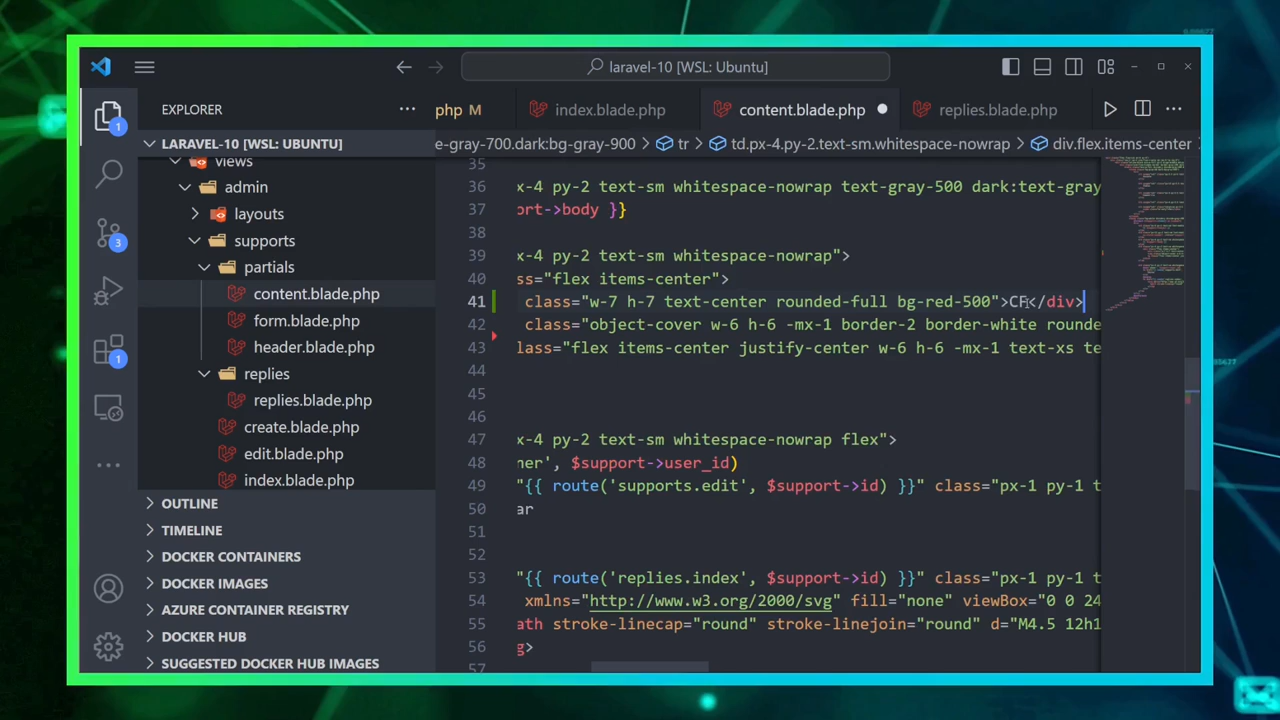 laravel-10 [WSL: Ubuntu]
EXPLORER
php M
index.blade.php
content.blade.php
replies.blade.php
LARAVEL-10 [WSL: UBUNTU]
e-gray-700.dark:bg-gray-900 > tr > td.px-4.py-2.text-sm.whitespace-nowrap > div.flex.items-center
views
admin
layouts
supports
partials
content.blade.php
form.blade.php
header.blade.php
replies
replies.blade.php
create.blade.php
edit.blade.php
index.blade.php
OUTLINE
TIMELINE
DOCKER CONTAINERS
DOCKER IMAGES
AZURE CONTAINER REGISTRY
DOCKER HUB
SUGGESTED DOCKER HUB IMAGES
1
3
1
35
36 x-4 py-2 text-sm whitespace-nowrap text-gray-500 dark:text-gray
37 ort->body }}
38
39 x-4 py-2 text-sm whitespace-nowrap">
40 ss="flex items-center">
41 class="w-7 h-7 text-center rounded-full bg-red-500">CF</div>
42 class="object-cover w-6 h-6 -mx-1 border-2 border-white rounde
43 lass="flex items-center justify-center w-6 h-6 -mx-1 text-xs te
44
45
46
47 x-4 py-2 text-sm whitespace-nowrap flex">
48 ner', $support->user_id)
49 "{{ route('supports.edit', $support->id) }}" class="px-1 py-1 t
50 ar
51
52
53 "{{ route('replies.index', $support->id) }}" class="px-1 py-1 t
54 xmlns="http://www.w3.org/2000/svg" fill="none" viewBox="0 0 24
55 ath stroke-linecap="round" stroke-linejoin="round" d="M4.5 12h1
56 g>
57